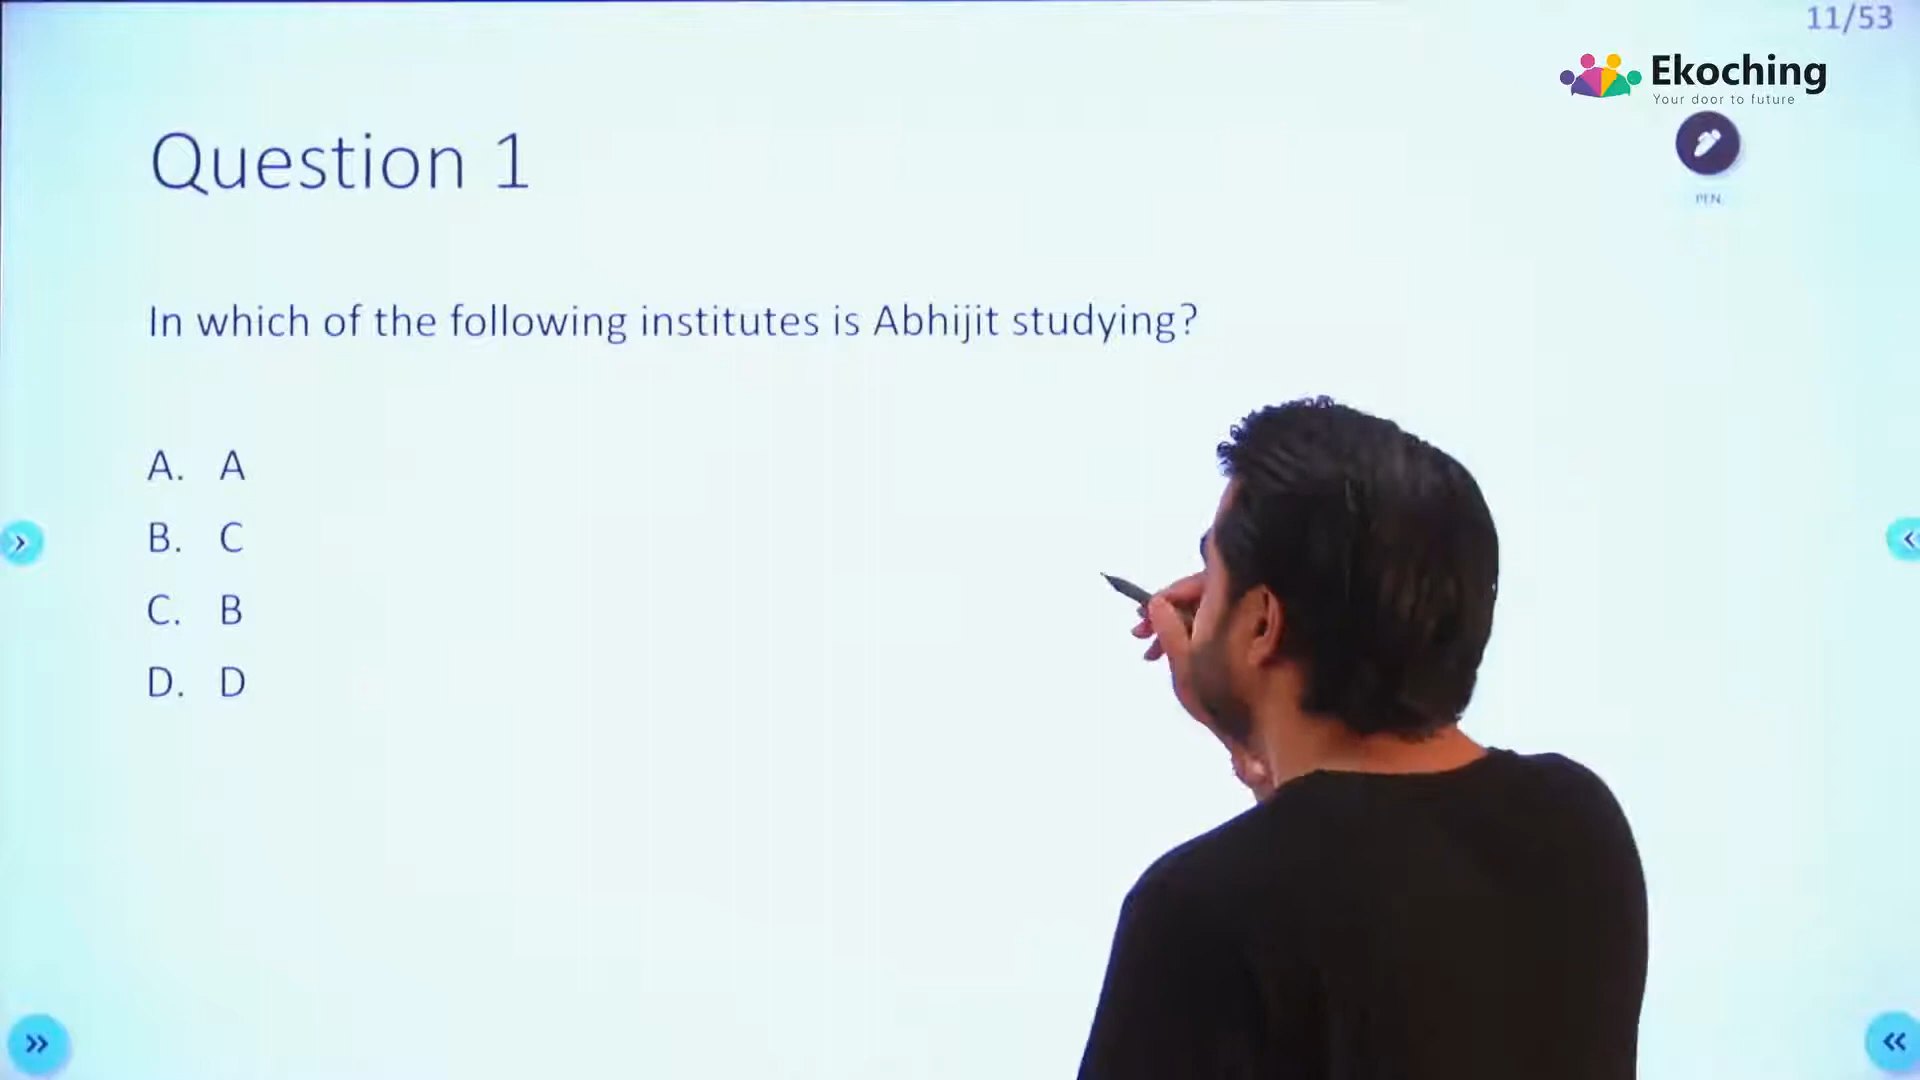 11/53
Ekoching
Your door to future
Question 1
PEN
In which of the following institutes is Abhijit studying?
A. A
B. C
C. B
D. D